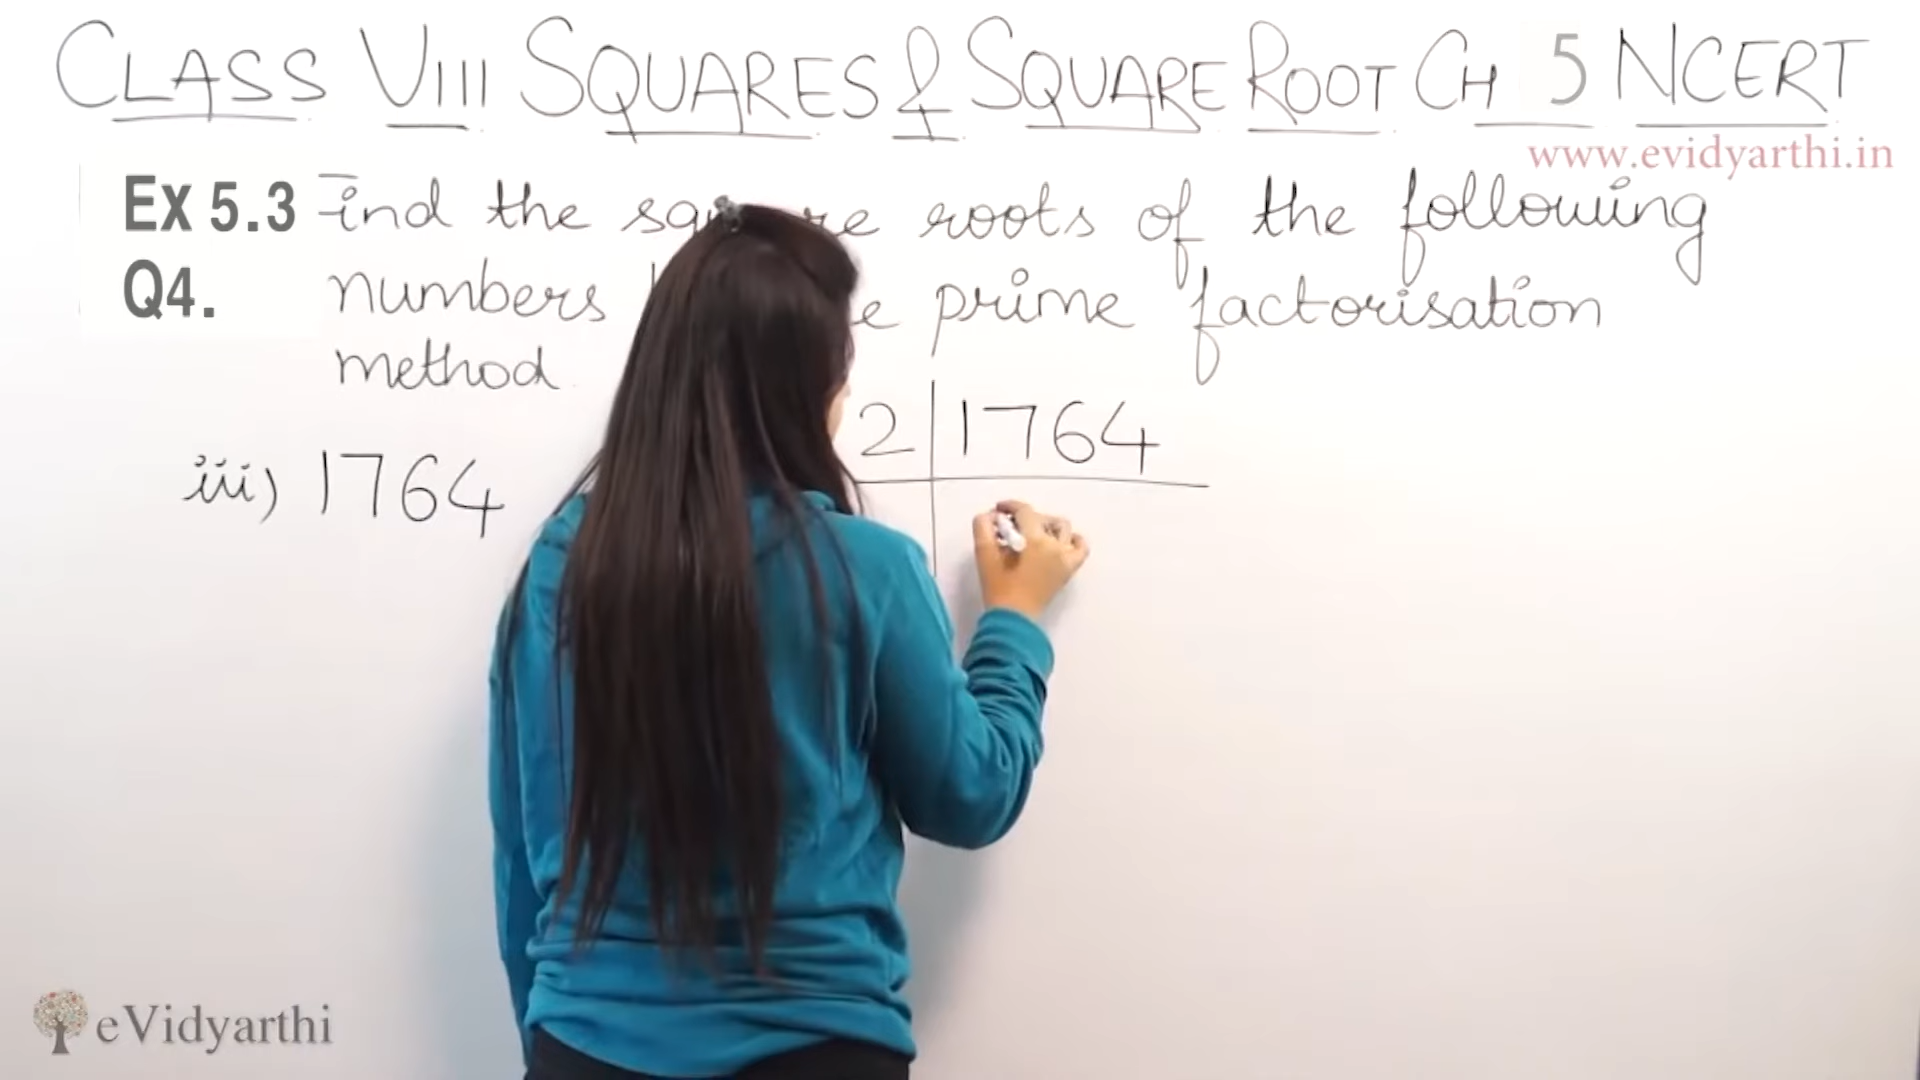 CLASS VIII SQUARES & SQUARE ROOT CH 5 NCERT
www.evidyarthi.in
Ex 5.3 Find the roots of the following
Q4. numbers prime factorisation
method
2 1764
iii) 1764
eVidyarthi